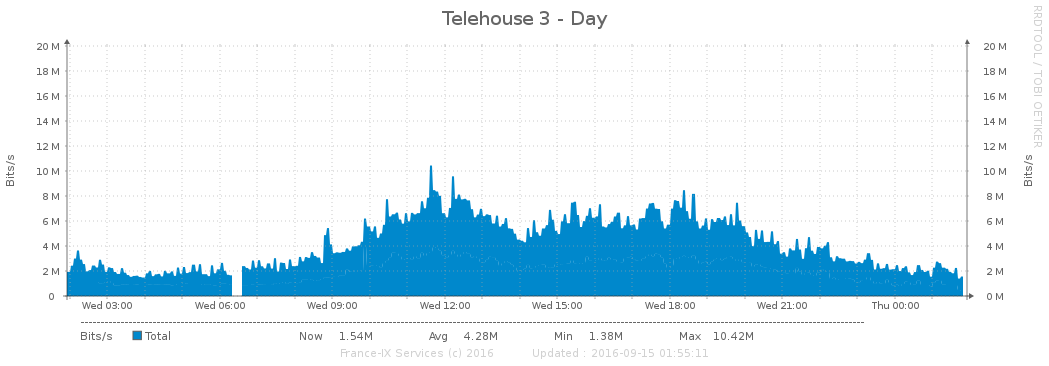 Telehouse 3 - Day
RRDTOOL / TOBI OETIKER
Bits/s
20 M
18 M
16 M
14 M
12 M
10 M
8 M
6 M
4 M
2 M
0
20 M
18 M
16 M
14 M
12 M
10 M
8 M
6 M
4 M
2 M
0 M
Bits/s
Wed 03:00 Wed 06:00 Wed 09:00 Wed 12:00 Wed 15:00 Wed 18:00 Wed 21:00 Thu 00:00
Bits/s Total Now 1.54M Avg 4.28M Min 1.38M Max 10.42M
France-IX Services (c) 2016 Updated : 2016-09-15 01:55:11